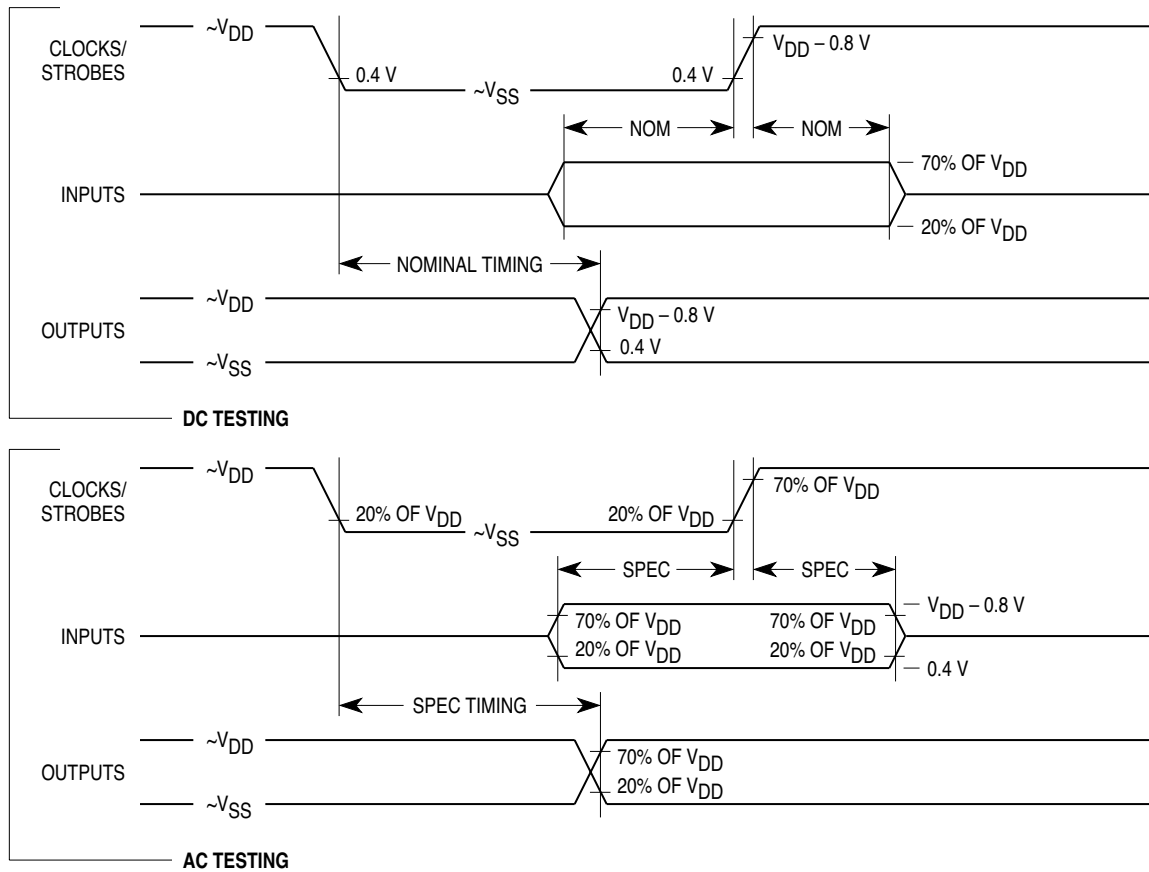 ~VDD
CLOCKS/
STROBES
VDD – 0.8 V
0.4 V
0.4 V
~VSS
NOM
NOM
70% OF VDD
INPUTS
20% OF VDD
NOMINAL TIMING
~VDD
VDD – 0.8 V
OUTPUTS
0.4 V
~VSS
DC TESTING
~VDD
CLOCKS/
STROBES
70% OF VDD
20% OF VDD
20% OF VDD
~VSS
SPEC
SPEC
VDD – 0.8 V
70% OF VDD
70% OF VDD
INPUTS
20% OF VDD
20% OF VDD
0.4 V
SPEC TIMING
~VDD
70% OF VDD
OUTPUTS
20% OF VDD
~VSS
AC TESTING